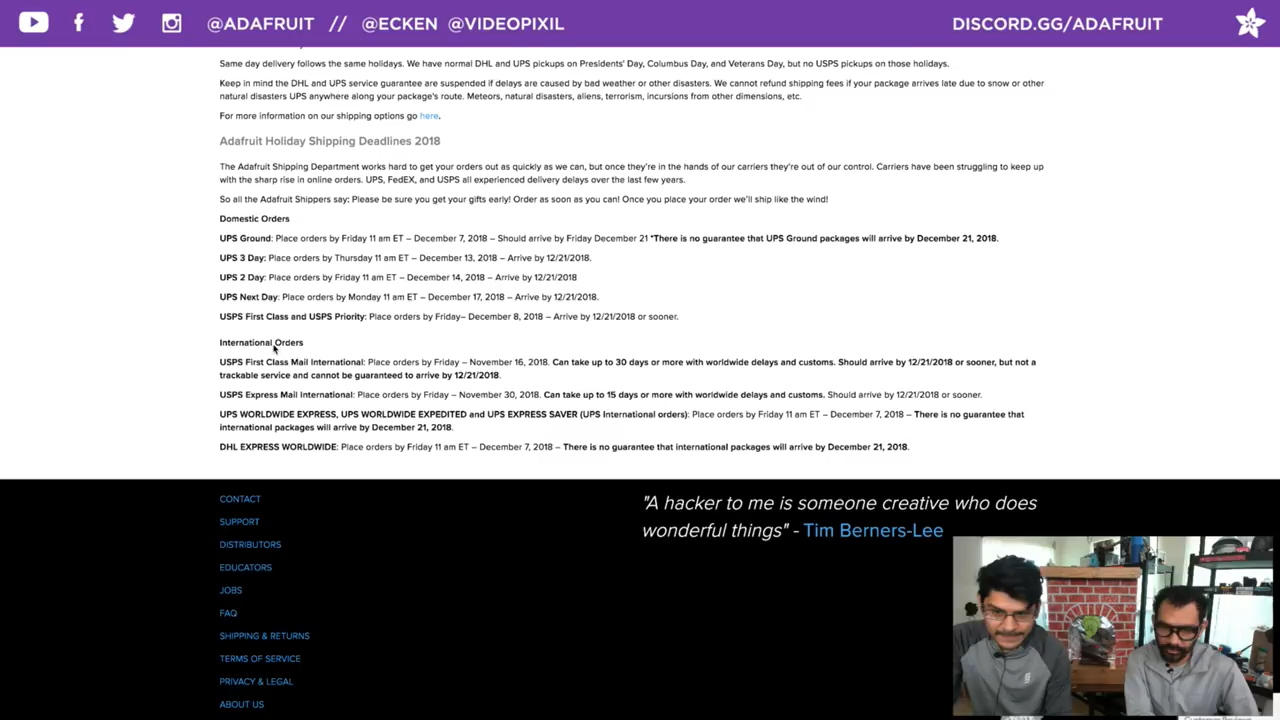 @ADAFRUIT // @ECKEN @VIDEOPIXIL DISCORD.GG/ADAFRUIT
Same day delivery follows the same holidays. We have normal DHL and UPS pickups on Presidents' Day, Columbus Day, and Veterans Day, but no USPS pickups on those holidays.
Keep in mind the DHL and UPS service guarantee are suspended if delays are caused by bad weather or other disasters. We cannot refund shipping fees if your package arrives late due to snow or other
natural disasters UPS anywhere along your package's route. Meteors, natural disasters, aliens, terrorism, incursions from other dimensions, etc.
For more information on our shipping options go here.
Adafruit Holiday Shipping Deadlines 2018
The Adafruit Shipping Department works hard to get your orders out as quickly as we can, but once they're in the hands of our carriers they're out of our control. Carriers have been struggling to keep up
with the sharp rise in online orders. UPS, FedEX, and USPS all experienced delivery delays over the last few years.
So all the Adafruit Shippers say: Please be sure you get your gifts early! Order as soon as you can! Once you place your order we'll ship like the wind!
Domestic Orders
UPS Ground: Place orders by Friday 11 am ET – December 7, 2018 – Should arrive by Friday December 21 *There is no guarantee that UPS Ground packages will arrive by December 21, 2018.
UPS 3 Day: Place orders by Thursday 11 am ET – December 13, 2018 – Arrive by 12/21/2018.
UPS 2 Day: Place orders by Friday 11 am ET – December 14, 2018 – Arrive by 12/21/2018
UPS Next Day: Place orders by Monday 11 am ET – December 17, 2018 – Arrive by 12/21/2018.
USPS First Class and USPS Priority: Place orders by Friday– December 8, 2018 – Arrive by 12/21/2018 or sooner.
International Orders
USPS First Class Mail International: Place orders by Friday – November 16, 2018. Can take up to 30 days or more with worldwide delays and customs. Should arrive by 12/21/2018 or sooner, but not a
trackable service and cannot be guaranteed to arrive by 12/21/2018.
USPS Express Mail International: Place orders by Friday – November 30, 2018. Can take up to 15 days or more with worldwide delays and customs. Should arrive by 12/21/2018 or sooner.
UPS WORLDWIDE EXPRESS, UPS WORLDWIDE EXPEDITED and UPS EXPRESS SAVER (UPS International orders): Place orders by Friday 11 am ET – December 7, 2018 – There is no guarantee that
international packages will arrive by December 21, 2018.
DHL EXPRESS WORLDWIDE: Place orders by Friday 11 am ET – December 7, 2018 – There is no guarantee that international packages will arrive by December 21, 2018.
CONTACT
SUPPORT
DISTRIBUTORS
EDUCATORS
JOBS
FAQ
SHIPPING & RETURNS
TERMS OF SERVICE
PRIVACY & LEGAL
ABOUT US
"A hacker to me is someone creative who does
wonderful things" - Tim Berners-Lee